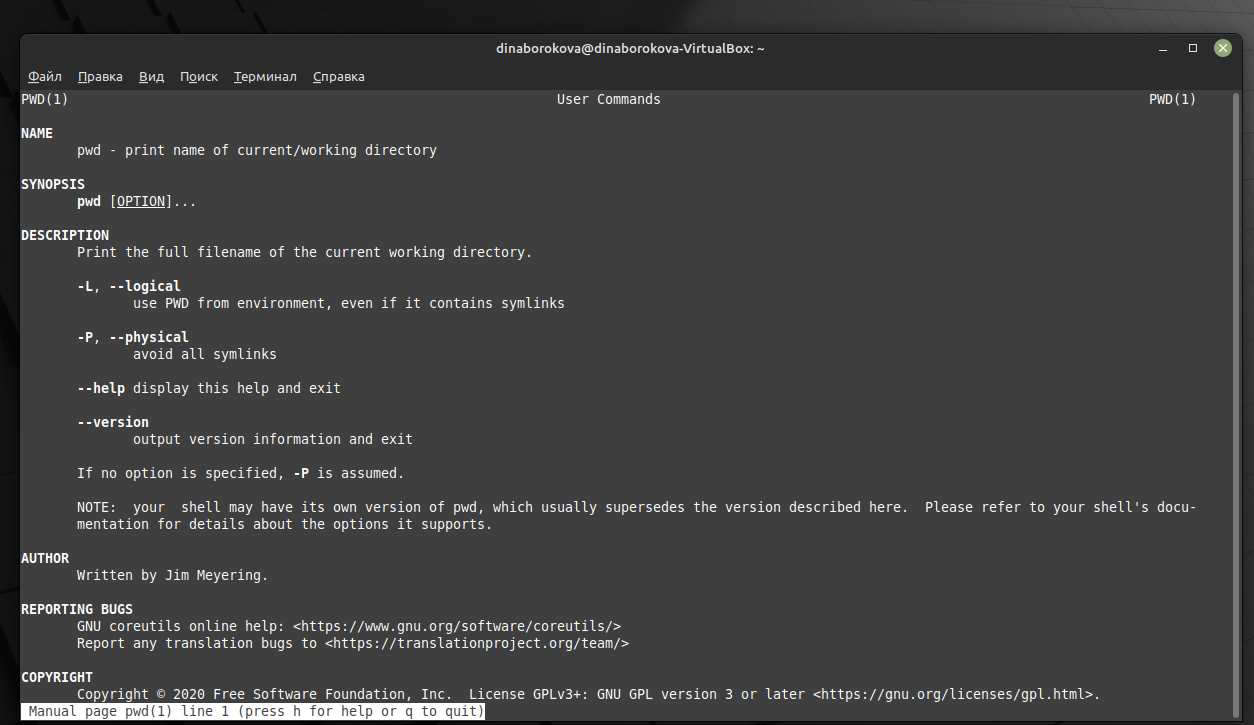 dinaborokova@dinaborokova-VirtualBox: ~
Файл Правка Вид Поиск Терминал Справка
PWD(1) User Commands PWD(1)
NAME
pwd - print name of current/working directory
SYNOPSIS
pwd [OPTION]...
DESCRIPTION
Print the full filename of the current working directory.
-L, --logical
use PWD from environment, even if it contains symlinks
-P, --physical
avoid all symlinks
--help display this help and exit
--version
output version information and exit
If no option is specified, -P is assumed.
NOTE:  your  shell may have its own version of pwd, which usually supersedes the version described here.  Please refer to your shell's docu-
mentation for details about the options it supports.
AUTHOR
Written by Jim Meyering.
REPORTING BUGS
GNU coreutils online help: <https://www.gnu.org/software/coreutils/>
Report any translation bugs to <https://translationproject.org/team/>
COPYRIGHT
Copyright © 2020 Free Software Foundation, Inc.  License GPLv3+: GNU GPL version 3 or later <https://gnu.org/licenses/gpl.html>.
Manual page pwd(1) line 1 (press h for help or q to quit)